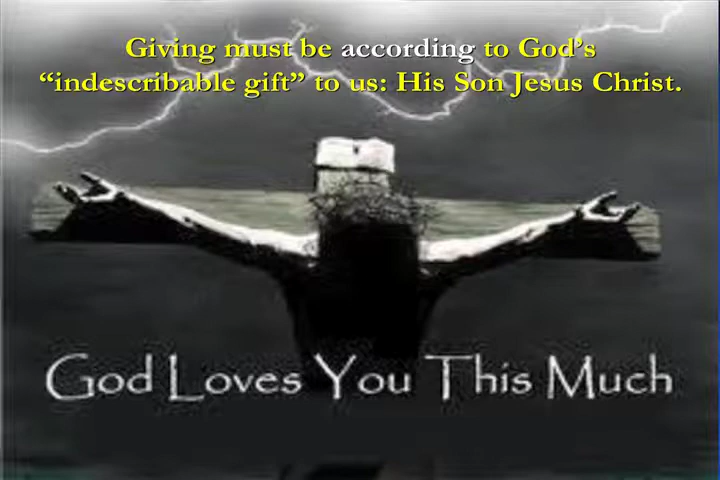 Giving must be according to God's
“indescribable gift” to us: His Son Jesus Christ.
God Loves You This Much